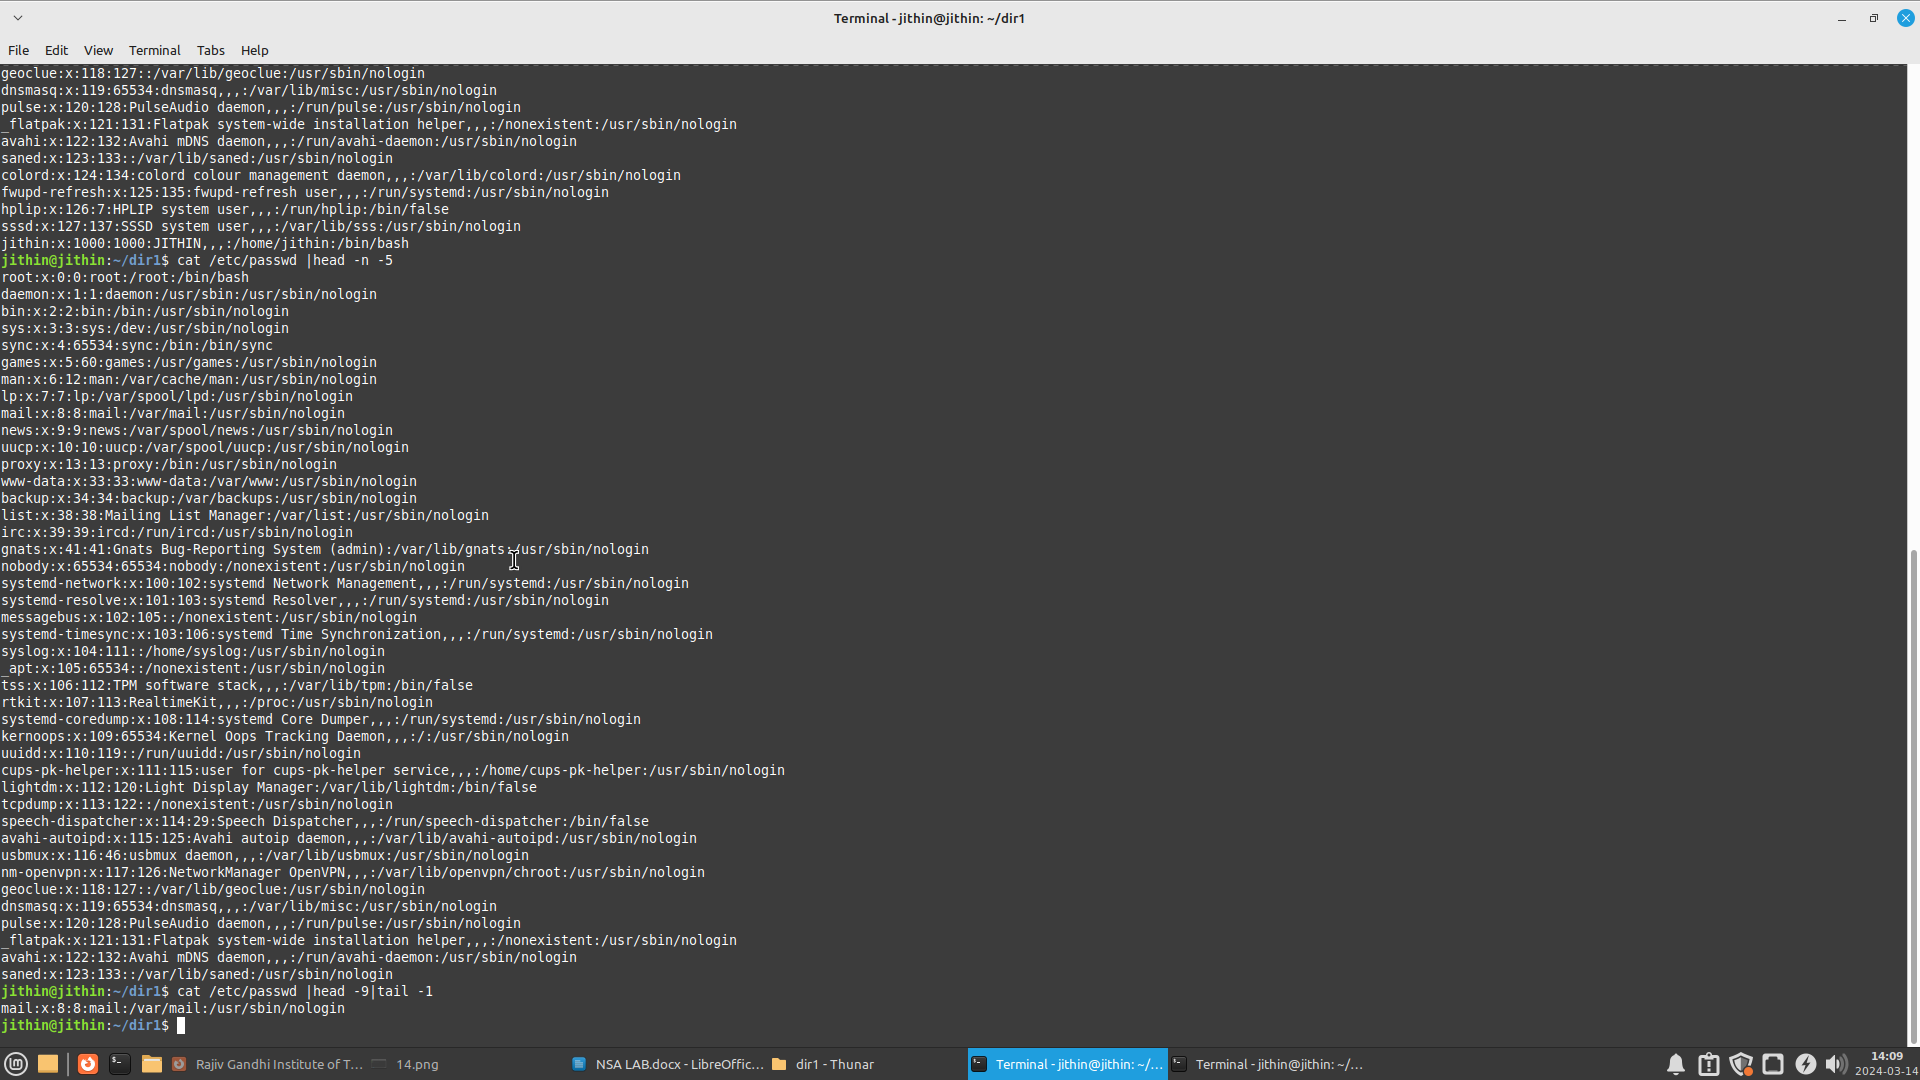 Terminal - jithin@jithin: ~/dir1
File Edit View Terminal Tabs Help
geoclue:x:118:127::/var/lib/geoclue:/usr/sbin/nologin
dnsmasq:x:119:65534:dnsmasq,,,:/var/lib/misc:/usr/sbin/nologin
pulse:x:120:128:PulseAudio daemon,,,:/run/pulse:/usr/sbin/nologin
_flatpak:x:121:131:Flatpak system-wide installation helper,,,:/nonexistent:/usr/sbin/nologin
avahi:x:122:132:Avahi mDNS daemon,,,:/run/avahi-daemon:/usr/sbin/nologin
saned:x:123:133::/var/lib/saned:/usr/sbin/nologin
colord:x:124:134:colord colour management daemon,,,:/var/lib/colord:/usr/sbin/nologin
fwupd-refresh:x:125:135:fwupd-refresh user,,,:/run/systemd:/usr/sbin/nologin
hplip:x:126:7:HPLIP system user,,,:/run/hplip:/bin/false
sssd:x:127:137:SSSD system user,,,:/var/lib/sss:/usr/sbin/nologin
jithin:x:1000:1000:JITHIN,,,:/home/jithin:/bin/bash
jithin@jithin:~/dir1$ cat /etc/passwd |head -n -5
root:x:0:0:root:/root:/bin/bash
daemon:x:1:1:daemon:/usr/sbin:/usr/sbin/nologin
bin:x:2:2:bin:/bin:/usr/sbin/nologin
sys:x:3:3:sys:/dev:/usr/sbin/nologin
sync:x:4:65534:sync:/bin:/bin/sync
games:x:5:60:games:/usr/games:/usr/sbin/nologin
man:x:6:12:man:/var/cache/man:/usr/sbin/nologin
lp:x:7:7:lp:/var/spool/lpd:/usr/sbin/nologin
mail:x:8:8:mail:/var/mail:/usr/sbin/nologin
news:x:9:9:news:/var/spool/news:/usr/sbin/nologin
uucp:x:10:10:uucp:/var/spool/uucp:/usr/sbin/nologin
proxy:x:13:13:proxy:/bin:/usr/sbin/nologin
www-data:x:33:33:www-data:/var/www:/usr/sbin/nologin
backup:x:34:34:backup:/var/backups:/usr/sbin/nologin
list:x:38:38:Mailing List Manager:/var/list:/usr/sbin/nologin
irc:x:39:39:ircd:/run/ircd:/usr/sbin/nologin
gnats:x:41:41:Gnats Bug-Reporting System (admin):/var/lib/gnats:/usr/sbin/nologin
nobody:x:65534:65534:nobody:/nonexistent:/usr/sbin/nologin
systemd-network:x:100:102:systemd Network Management,,,:/run/systemd:/usr/sbin/nologin
systemd-resolve:x:101:103:systemd Resolver,,,:/run/systemd:/usr/sbin/nologin
messagebus:x:102:105::/nonexistent:/usr/sbin/nologin
systemd-timesync:x:103:106:systemd Time Synchronization,,,:/run/systemd:/usr/sbin/nologin
syslog:x:104:111::/home/syslog:/usr/sbin/nologin
_apt:x:105:65534::/nonexistent:/usr/sbin/nologin
tss:x:106:112:TPM software stack,,,:/var/lib/tpm:/bin/false
rtkit:x:107:113:RealtimeKit,,,:/proc:/usr/sbin/nologin
systemd-coredump:x:108:114:systemd Core Dumper,,,:/run/systemd:/usr/sbin/nologin
kernoops:x:109:65534:Kernel Oops Tracking Daemon,,,:/:/usr/sbin/nologin
uuidd:x:110:119::/run/uuidd:/usr/sbin/nologin
cups-pk-helper:x:111:115:user for cups-pk-helper service,,,:/home/cups-pk-helper:/usr/sbin/nologin
lightdm:x:112:120:Light Display Manager:/var/lib/lightdm:/bin/false
tcpdump:x:113:122::/nonexistent:/usr/sbin/nologin
speech-dispatcher:x:114:29:Speech Dispatcher,,,:/run/speech-dispatcher:/bin/false
avahi-autoipd:x:115:125:Avahi autoip daemon,,,:/var/lib/avahi-autoipd:/usr/sbin/nologin
usbmux:x:116:46:usbmux daemon,,,:/var/lib/usbmux:/usr/sbin/nologin
nm-openvpn:x:117:126:NetworkManager OpenVPN,,,:/var/lib/openvpn/chroot:/usr/sbin/nologin
geoclue:x:118:127::/var/lib/geoclue:/usr/sbin/nologin
dnsmasq:x:119:65534:dnsmasq,,,:/var/lib/misc:/usr/sbin/nologin
pulse:x:120:128:PulseAudio daemon,,,:/run/pulse:/usr/sbin/nologin
_flatpak:x:121:131:Flatpak system-wide installation helper,,,:/nonexistent:/usr/sbin/nologin
avahi:x:122:132:Avahi mDNS daemon,,,:/run/avahi-daemon:/usr/sbin/nologin
saned:x:123:133::/var/lib/saned:/usr/sbin/nologin
jithin@jithin:~/dir1$ cat /etc/passwd |head -9|tail -1
mail:x:8:8:mail:/var/mail:/usr/sbin/nologin
jithin@jithin:~/dir1$
Rajiv Gandhi Institute of T... 14.png NSA LAB.docx - LibreOffic... dir1 - Thunar Terminal - jithin@jithin: ~/... Terminal - jithin@jithin: ~/... 14:09
2024-03-14